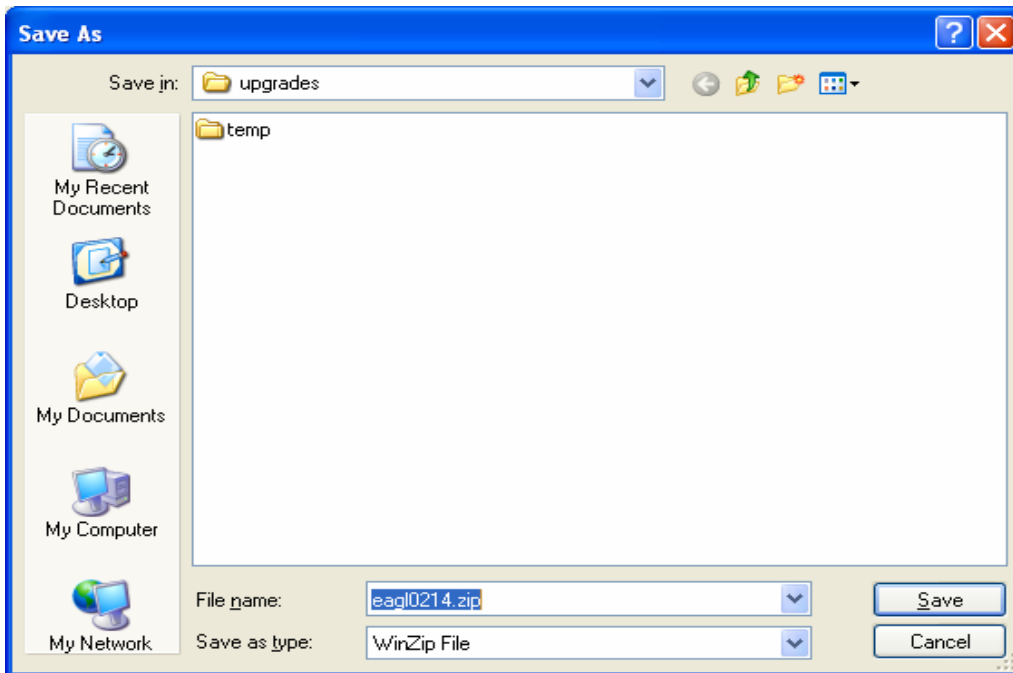 Save As
Save in: upgrades
temp
My Recent
Documents
Desktop
My Documents
My Computer
My Network
File name: eagl0214.zip
Save
Save as type: WinZip File
Cancel